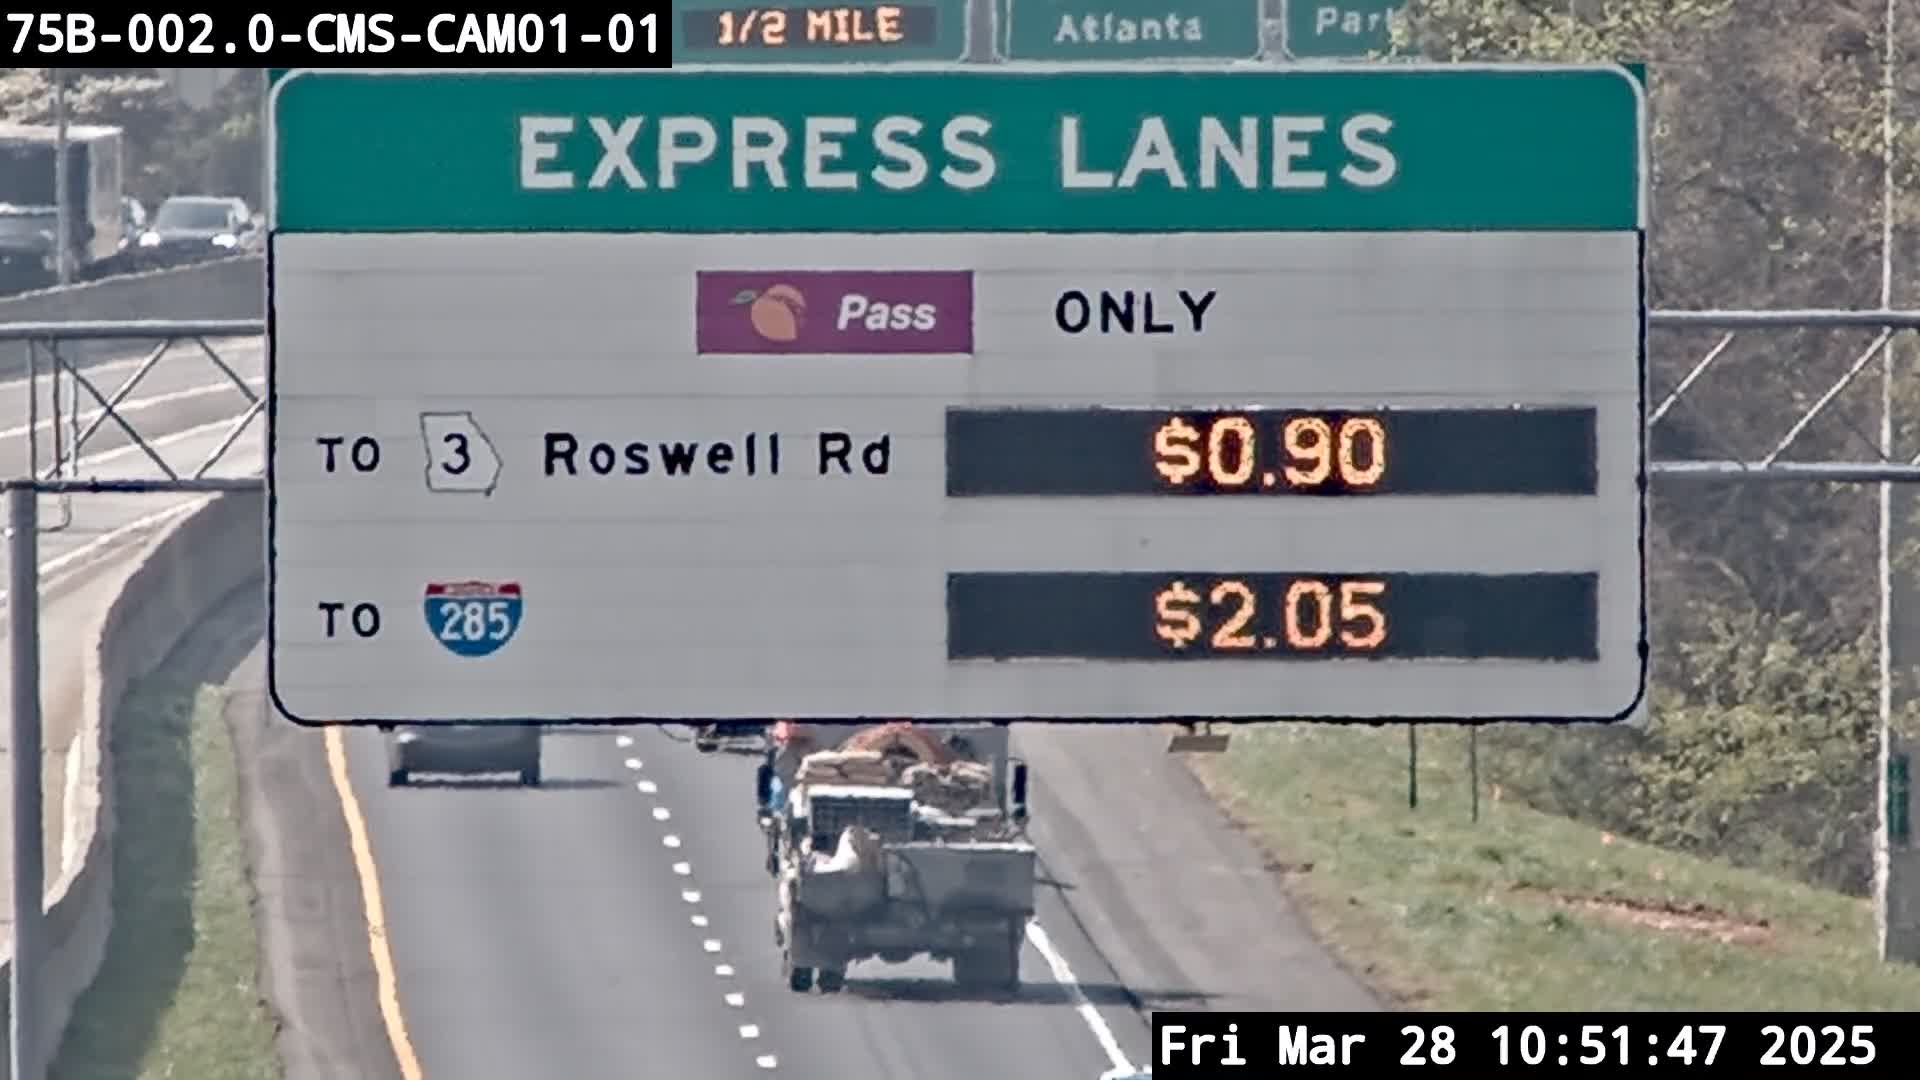 75B-002.0-CMS-CAM01-01
1/2 MILE
Atlanta
EXPRESS LANES
Pass ONLY
TO 3 Roswell Rd $0.90
TO 285 $2.05
Fri Mar 28 10:51:47 2025